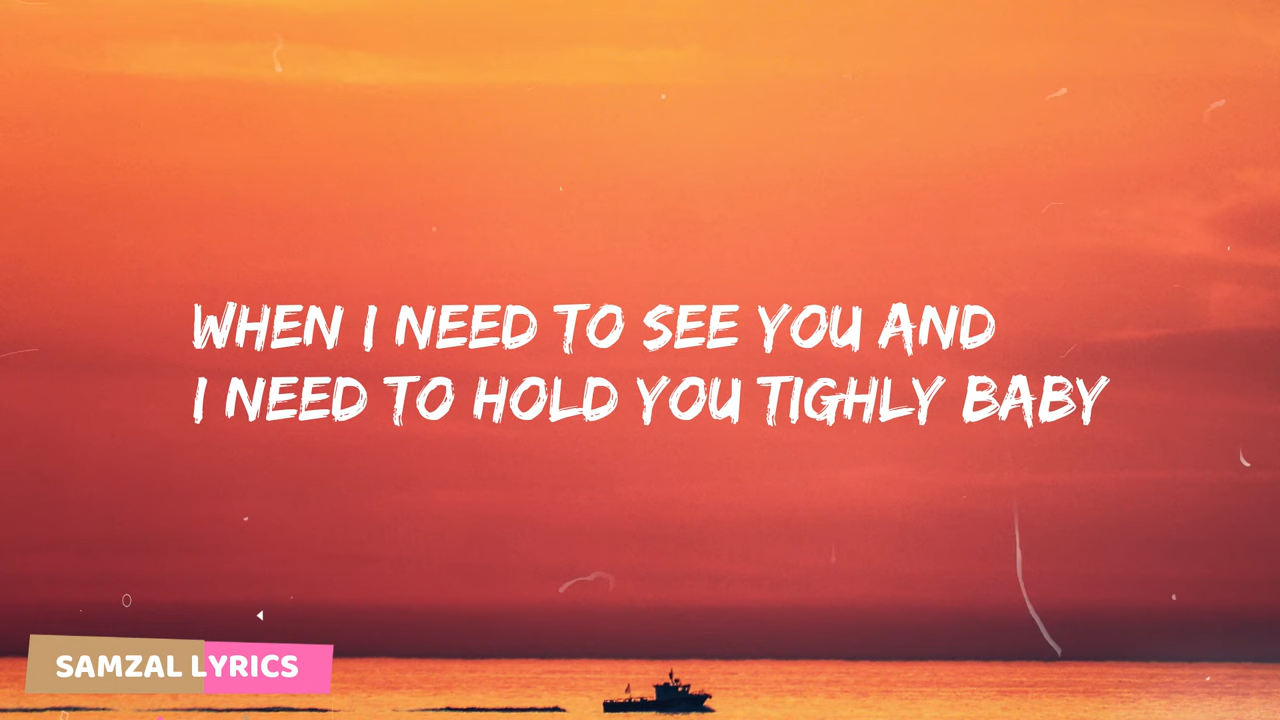 WHEN I NEED TO SEE YOU AND
I NEED TO HOLD YOU TIGHLY BABY
SAMZAL LYRICS